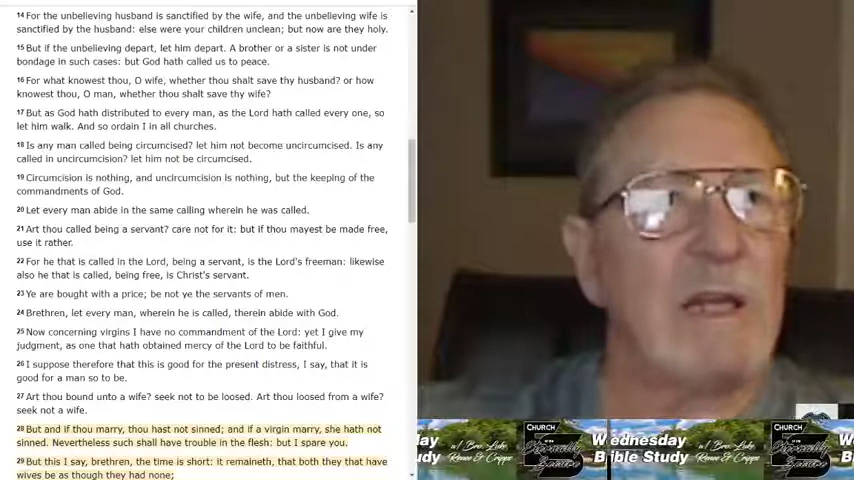 14 For the unbelieving husband is sanctified by the wife, and the unbelieving wife is
sanctified by the husband: else were your children unclean; but now are they holy.
15 But if the unbelieving depart, let him depart. A brother or a sister is not under
bondage in such cases: but God hath called us to peace.
16 For what knowest thou, O wife, whether thou shalt save thy husband? or how
knowest thou, O man, whether thou shalt save thy wife?
17 But as God hath distributed to every man, as the Lord hath called every one, so
let him walk. And so ordain I in all churches.
18 Is any man called being circumcised? let him not become uncircumcised. Is any
called in uncircumcision? let him not be circumcised.
19 Circumcision is nothing, and uncircumcision is nothing, but the keeping of the
commandments of God.
20 Let every man abide in the same calling wherein he was called.
21 Art thou called being a servant? care not for it: but if thou mayest be made free,
use it rather.
22 For he that is called in the Lord, being a servant, is the Lord's freeman: likewise
also he that is called, being free, is Christ's servant.
23 Ye are bought with a price; be not ye the servants of men.
24 Brethren, let every man, wherein he is called, therein abide with God.
25 Now concerning virgins I have no commandment of the Lord: yet I give my
judgment, as one that hath obtained mercy of the Lord to be faithful.
26 I suppose therefore that this is good for the present distress, I say, that it is
good for a man so to be.
27 Art thou bound unto a wife? seek not to be loosed. Art thou loosed from a wife?
seek not a wife.
28 But and if thou marry, thou hast not sinned; and if a virgin marry, she hath not
sinned. Nevertheless such shall have trouble in the flesh: but I spare you.
29 But this I say, brethren, the time is short: it remaineth, that both they that have
wives be as though they had none;
day
Study
w/ Bro. Luke,
Renee & Cripps
CHURCH
Eternally
Secure
Wednesday
Bible Study
w/ Bro. Luke,
Renee & Cripps
CHURCH
Eternally
Secure